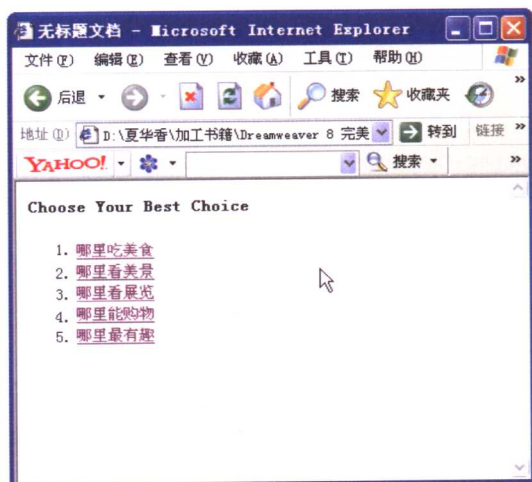 无标题文档 - Microsoft Internet Explorer
文件(F) 编辑(E) 查看(V) 收藏(A) 工具(T) 帮助(H)
后退 搜索 收藏夹 »
地址(D) D:\夏华香\加工书籍\Dreamweaver 8 完美 转到 链接 »
YAHOO! 搜索 »
Choose Your Best Choice
1. 哪里吃美食
2. 哪里看美景
3. 哪里看展览
4. 哪里能购物
5. 哪里最有趣